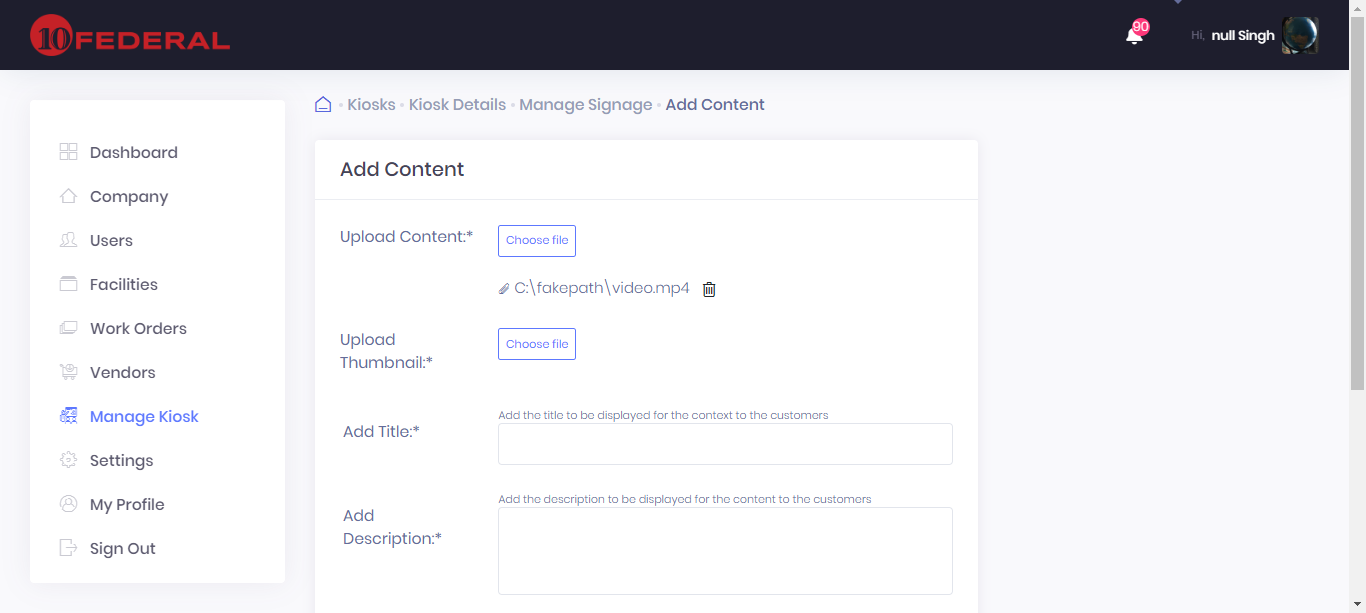 10 FEDERAL
90
Hi, null Singh
Kiosks • Kiosk Details • Manage Signage • Add Content
Dashboard
Company
Users
Facilities
Work Orders
Vendors
Manage Kiosk
Settings
My Profile
Sign Out
Add Content
Upload Content:*
Choose file
C:\fakepath\video.mp4
Upload
Thumbnail:*
Choose file
Add the title to be displayed for the context to the customers
Add Title:*
Add the description to be displayed for the content to the customers
Add
Description:*